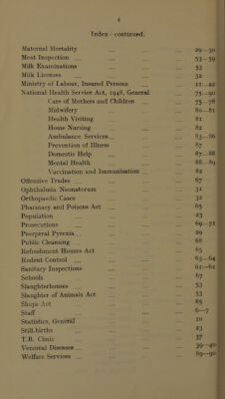 4
Index - continued.
Maternal Mortality ... 29—30
Meat Inspection ... 53—59
Milk Examinations ... 53
Milk Licences ... 52
Ministry of Labour, Insured Persons ... 11—22
National Health Service Act, 1948, General ... 75—90
Care of Mothers and Children ... 75—78
Midwifery ... 80—81
Health Visiting ... 81
Home Nursing ... 82
Ambulance Services ... 83—86
Prevention of Illness ... 87
Domestic Help ... 87—88
Mental Health ... 88—89
Vaccination and Immunisation ... 82
Offensive Trades ... 67
Ophthalmia Neonatorum ... 31
Orthopaedic Cases ... 32
Pharmacy and Poisons Act ... 65
Population ... 23
Prosecutions ... 69—71
Puerperal Pyrexia ... 29
Public Cleansing ... 68
Refreshment Houses Act ... 65
Rodent Control ... 63—64
Sanitary Inspections ... 61—62
Schools ... 67
Slaughterhouses ... 53
Slaughter of Animals Act ... 53
Shops Act ... 65
Staff ... 6—7
Statistics, General ... 10
Still-births ... 23
T.B. Clinic ... 37
Venereal Diseases ... 39—40
Welfare Services ... 89—90